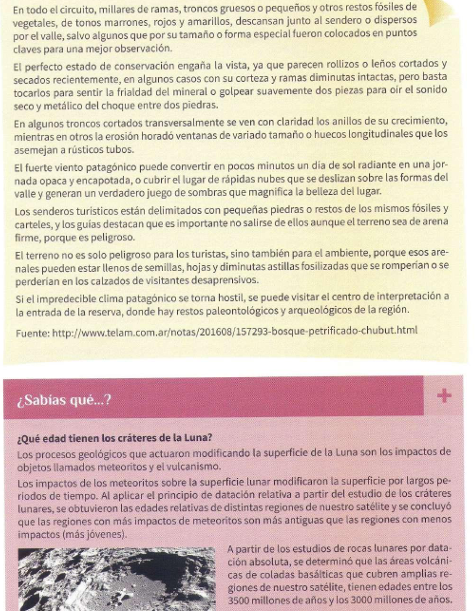 En todo el circuito, millares de ramas, troncos gruesos o pequeños y otros restos fósiles de
vegetales, de tonos marrones, rojos y amarillos, descansan junto al sendero o dispersos
por el valle, salvo algunos que por su tamaño o forma especial fueron colocados en puntos
claves para una mejor observación.
El perfecto estado de conservación engaña la vista, ya que parecen rollizos o leños cortados y
secados recientemente, en algunos casos con su corteza y ramas diminutas intactas, pero basta
tocarlos para sentir la frialdad del mineral o golpear suavemente dos piezas para oír el sonido
seco y metálico del choque entre dos piedras.
En algunos troncos cortados transversalmente se ven con claridad los anillos de su crecimiento,
mientras en otros la erosión horadó ventanas de variado tamaño o huecos longitudinales que los
asemejan a rústicos tubos.
El fuerte viento patagónico puede convertir en pocos minutos un día de sol radiante en una jor-
nada opaca y encapotada, o cubrir el lugar de rápidas nubes que se deslizan sobre las formas del
valle y generan un verdadero juego de sombras que magnifica la belleza del lugar.
Los senderos turísticos están delimitados con pequeñas piedras o restos de los mismos fósiles y
carteles, y los guías destacan que es importante no salirse de ellos aunque el terreno sea de arena
firme, porque es peligroso.
El terreno no es solo peligroso para los turistas, sino también para el ambiente, porque esos are-
nales pueden estar llenos de semillas, hojas y diminutas astillas fosilizadas que se romperían o se
perderían en los calzados de visitantes desaprensivos.
Si el impredecible clima patagónico se torna hostil, se puede visitar el centro de interpretación a
la entrada de la reserva, donde hay restos paleontológicos y arqueológicos de la región.
Fuente: http://www.telam.com.ar/notas/201608/157293-bosque-petrificado-chubut.html
¿Sabías qué...?
+
¿Qué edad tienen los cráteres de la Luna?
Los procesos geológicos que actuaron modificando la superficie de la Luna son los impactos de
objetos llamados meteoritos y el vulcanismo.
Los impactos de los meteoritos sobre la superficie lunar modificaron la superficie por largos pe-
ríodos de tiempo. Al aplicar el principio de datación relativa a partir del estudio de los cráteres
lunares, se obtuvieron las edades relativas de distintas regiones de nuestro satélite y se concluyó
que las regiones con más impactos de meteoritos son más antiguas que las regiones con menos
impactos (más jóvenes).
A partir de los estudios de rocas lunares por data-
ción absoluta, se determinó que las áreas volcáni-
cas de coladas basálticas que cubren amplias re-
giones de nuestro satélite, tienen edades entre los
3500 millones de años y los 3000 millones de años.